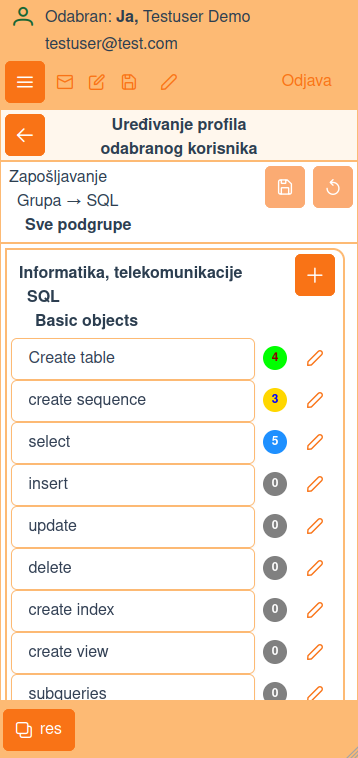 Odabran: Ja, Testuser Demo
testuser@test.com
Odjava
Uređivanje profila
odabranog korisnika
Zapošljavanje
Grupa → SQL
Sve podgrupe
Informatika, telekomunikacije
SQL
Basic objects
Create table 4
create sequence 3
select 5
insert 0
update 0
delete 0
create index 0
create view 0
subqueries 0
res